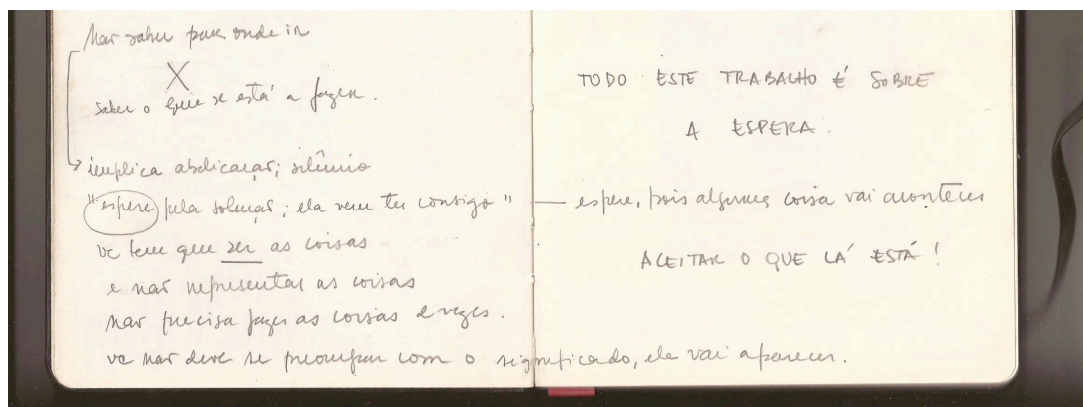 Não saber para onde ir
X
saber o que se está a fazer.
implica abdicação; silêncio
"espere pela solução; ela vem ter consigo" — espere, pois alguma coisa vai acontecer
vc tem que ser as coisas
e não representar as coisas
não precisa fazer as coisas 2 vezes.
vc não deve se preocupar com o significado, ele vai aparecer.
TODO ESTE TRABALHO É SOBRE
A ESPERA.
ACEITAR O QUE LÁ ESTÁ!